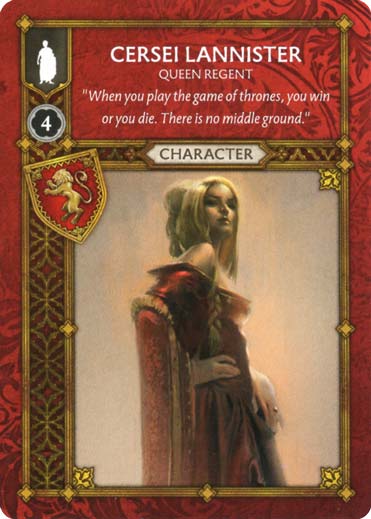 CERSEI LANNISTER
QUEEN REGENT
"When you play the game of thrones, you win
or you die. There is no middle ground."
4
CHARACTER